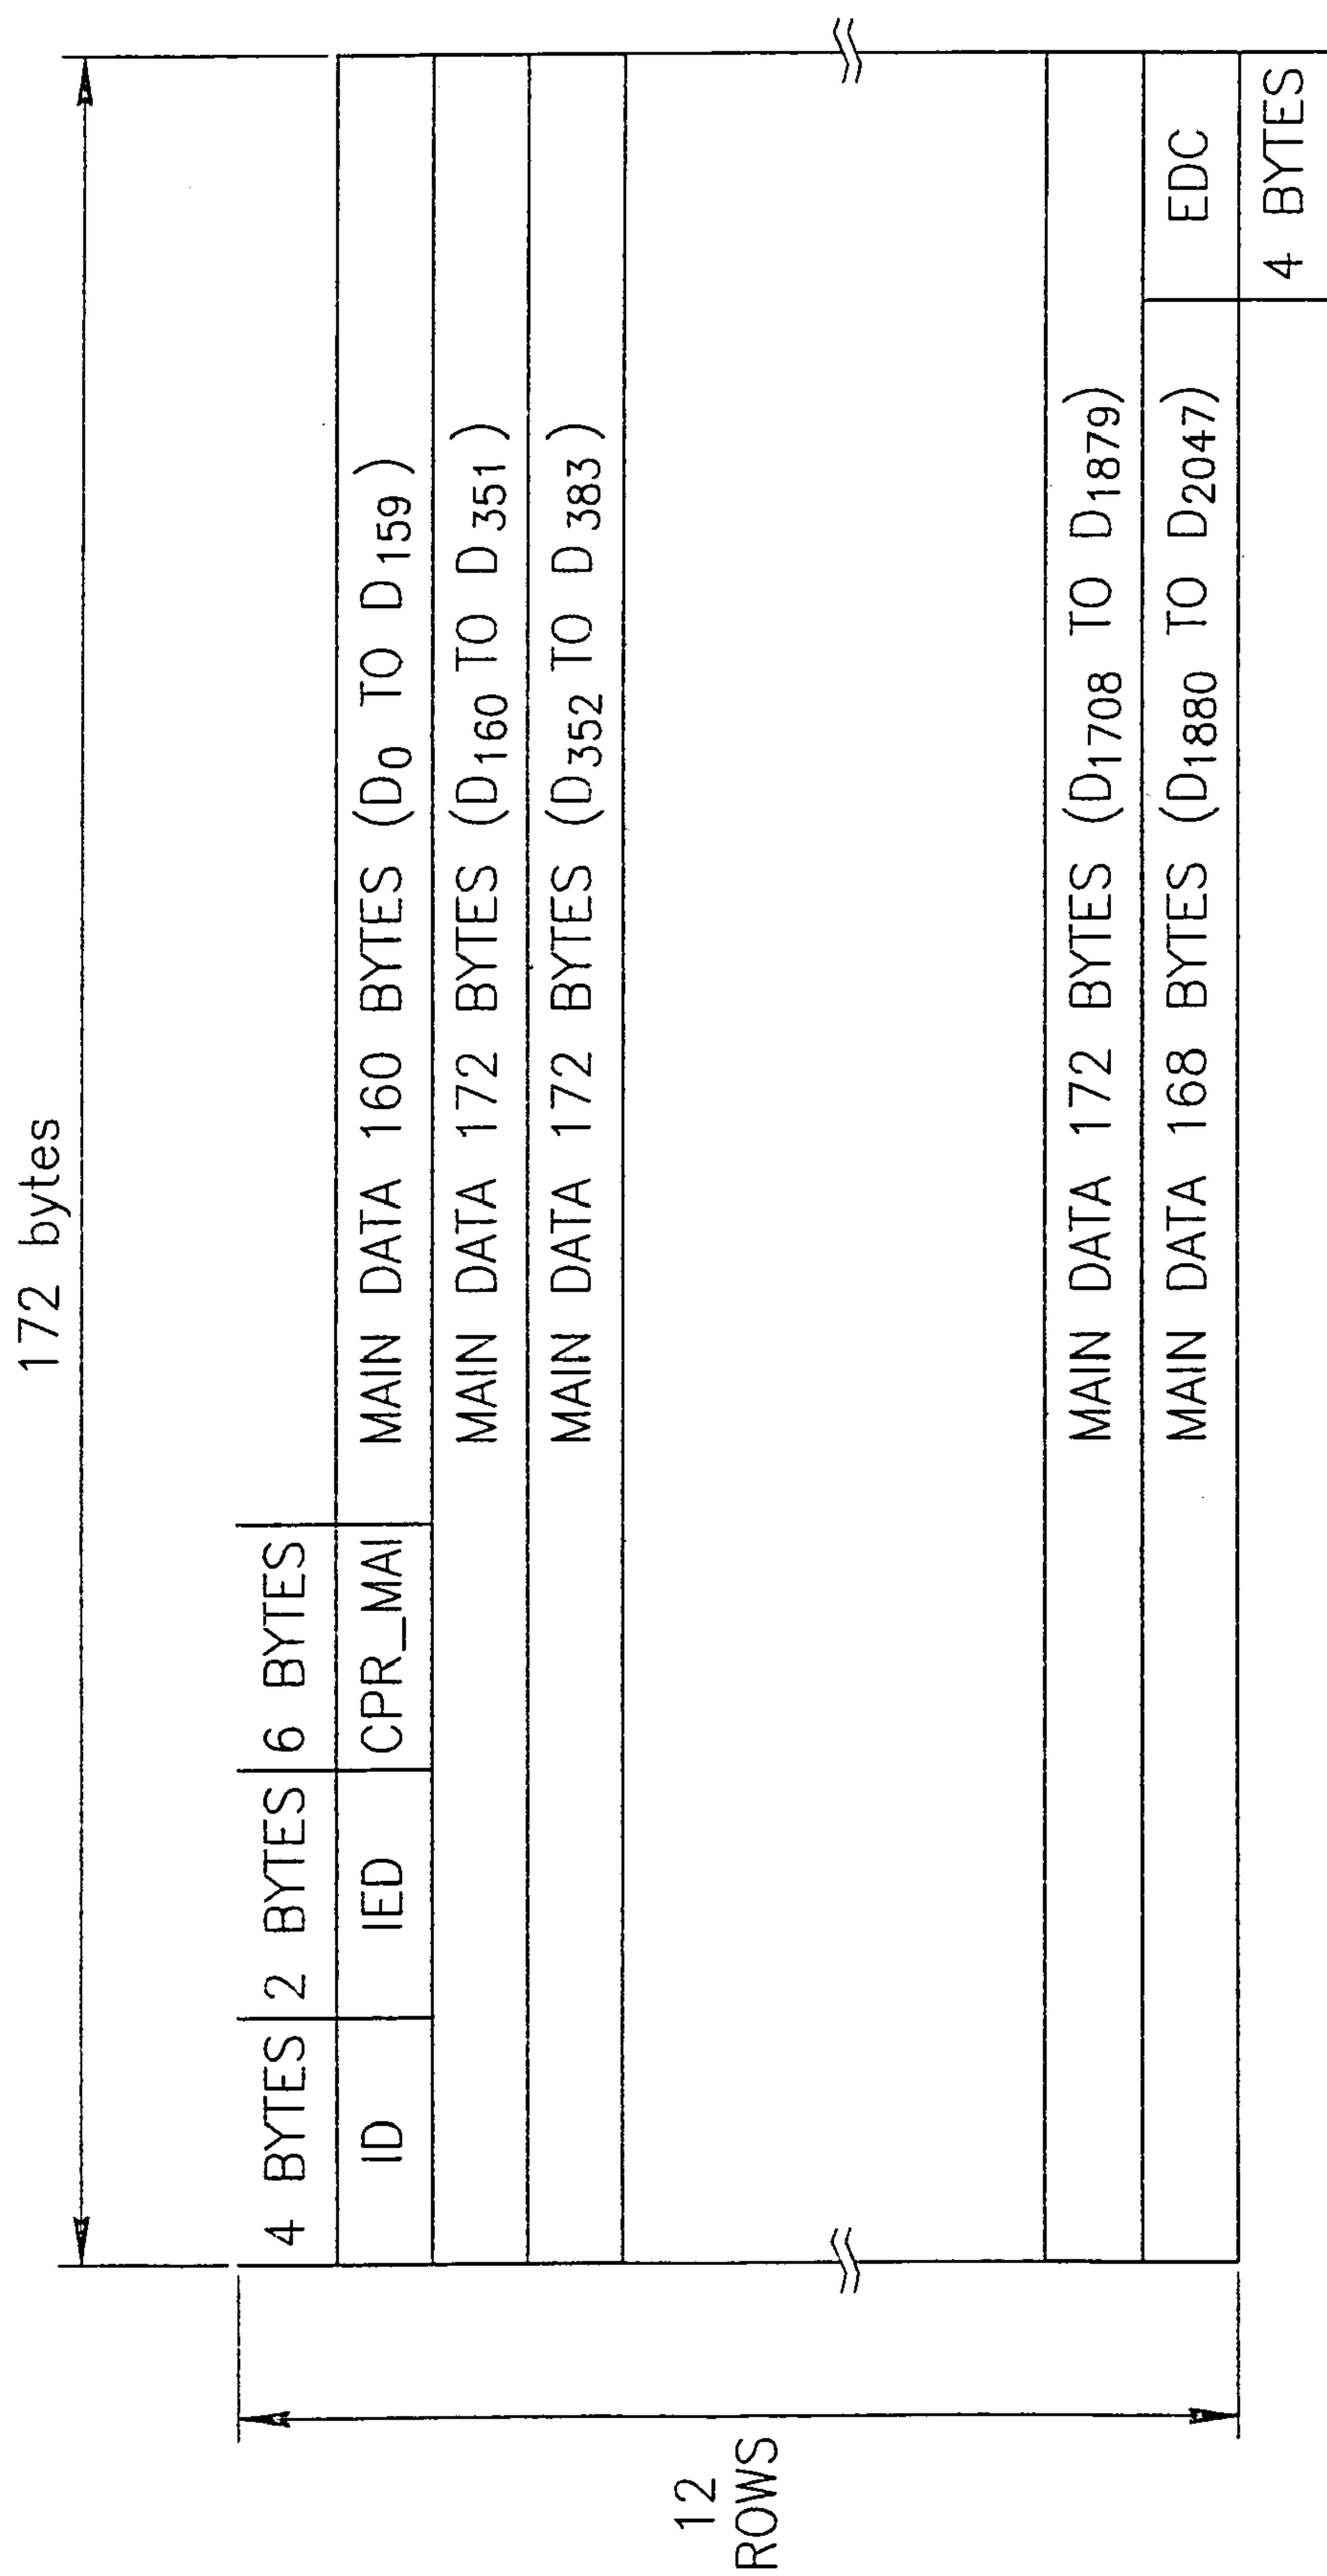 172 bytes
4 BYTES 2 BYTES 6 BYTES
ID IED CPR_MAI MAIN DATA 160 BYTES (D0 TO D159)
MAIN DATA 172 BYTES (D160 TO D351)
MAIN DATA 172 BYTES (D352 TO D383)
12
ROWS
MAIN DATA 172 BYTES (D1708 TO D1879)
MAIN DATA 168 BYTES (D1880 TO D2047) EDC
4 BYTES